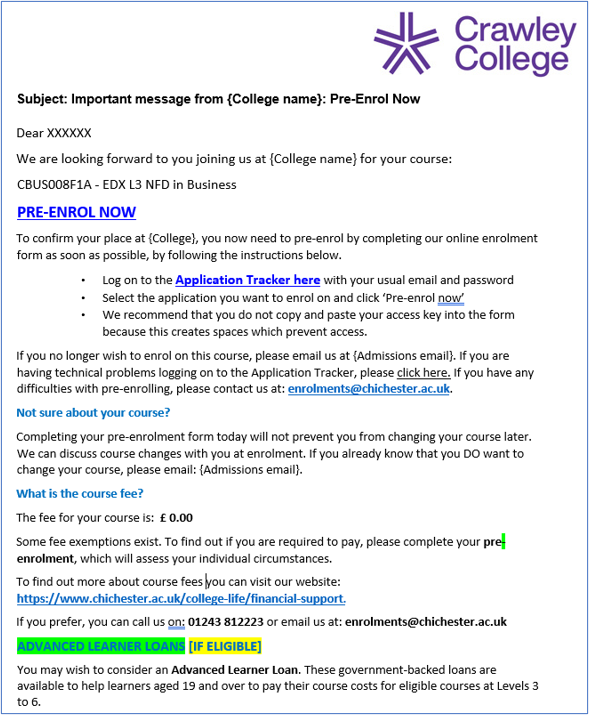 Crawley
College
Subject: Important message from {College name}: Pre-Enrol Now
Dear XXXXXX
We are looking forward to you joining us at {College name} for your course:
CBUS008F1A - EDX L3 NFD in Business
PRE-ENROL NOW
To confirm your place at {College}, you now need to pre-enrol by completing our online enrolment
form as soon as possible, by following the instructions below.
• Log on to the Application Tracker here with your usual email and password
• Select the application you want to enrol on and click ‘Pre-enrol now’
• We recommend that you do not copy and paste your access key into the form
because this creates spaces which prevent access.
If you no longer wish to enrol on this course, please email us at {Admissions email}. If you are
having technical problems logging on to the Application Tracker, please click here. If you have any
difficulties with pre-enrolling, please contact us at: enrolments@chichester.ac.uk.
Not sure about your course?
Completing your pre-enrolment form today will not prevent you from changing your course later.
We can discuss course changes with you at enrolment. If you already know that you DO want to
change your course, please email: {Admissions email}.
What is the course fee?
The fee for your course is: £ 0.00
Some fee exemptions exist. To find out if you are required to pay, please complete your pre-
enrolment, which will assess your individual circumstances.
To find out more about course fees you can visit our website:
https://www.chichester.ac.uk/college-life/financial-support.
If you prefer, you can call us on: 01243 812223 or email us at: enrolments@chichester.ac.uk
ADVANCED LEARNER LOANS [IF ELIGIBLE]
You may wish to consider an Advanced Learner Loan. These government-backed loans are
available to help learners aged 19 and over to pay their course costs for eligible courses at Levels 3
to 6.